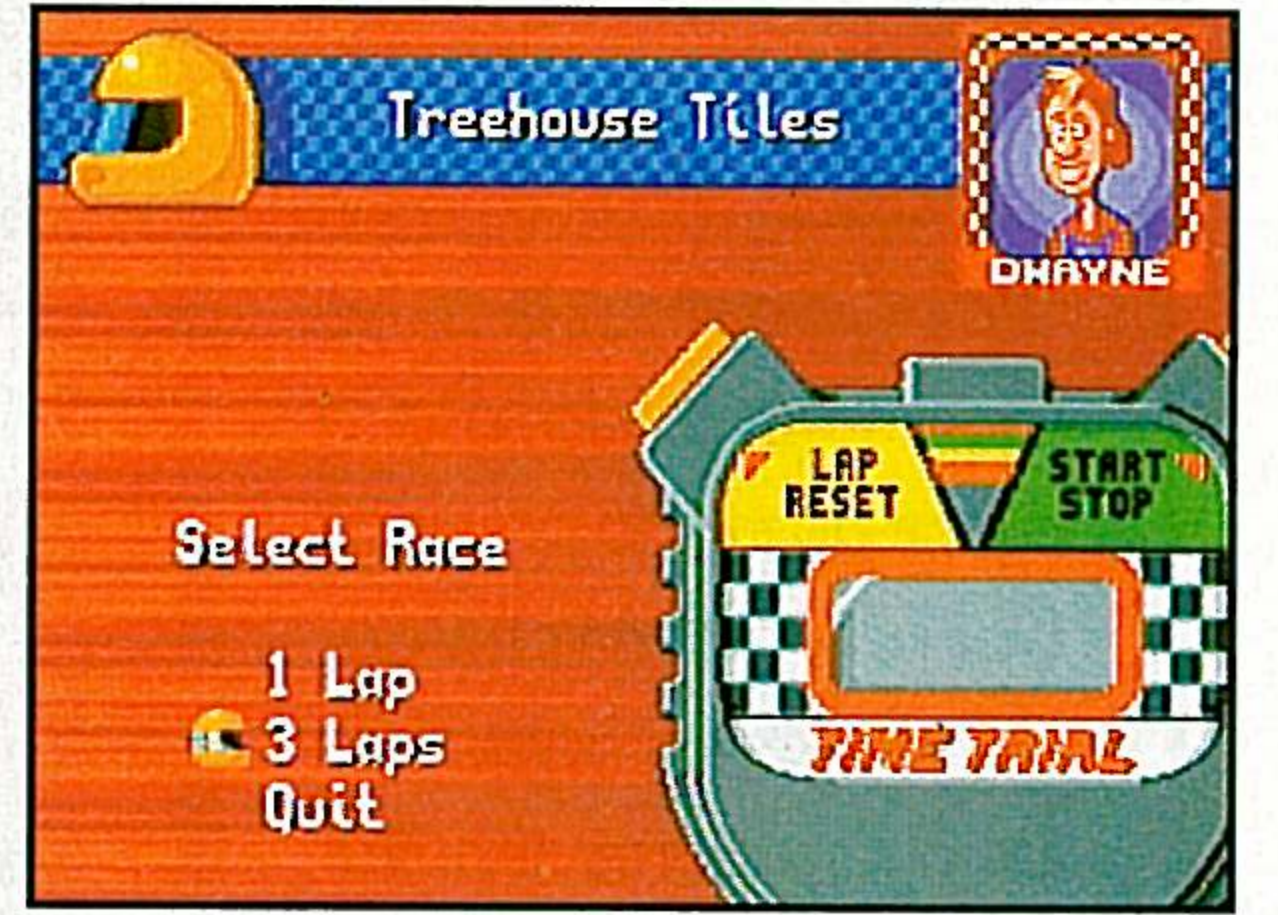 Treehouse Tiles
DWAYNE
LAP
RESET
START
STOP
Select Race
1 Lap
3 Laps
Quit
TIME TRIAL